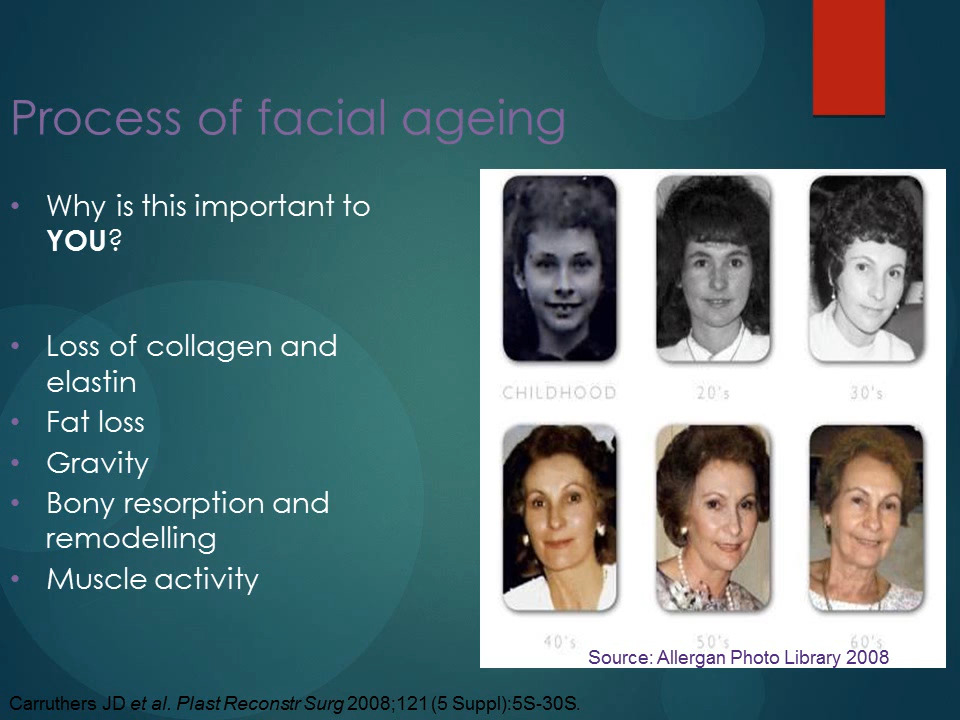 Process of facial ageing
• Why is this important to
YOU?
• Loss of collagen and
elastin
• Fat loss
• Gravity
• Bony resorption and
remodelling
• Muscle activity
CHILDHOOD 20's 30's
40's 50's 60's
Source: Allergan Photo Library 2008
Carruthers JD et al. Plast Reconstr Surg 2008;121 (5 Suppl):5S-30S.